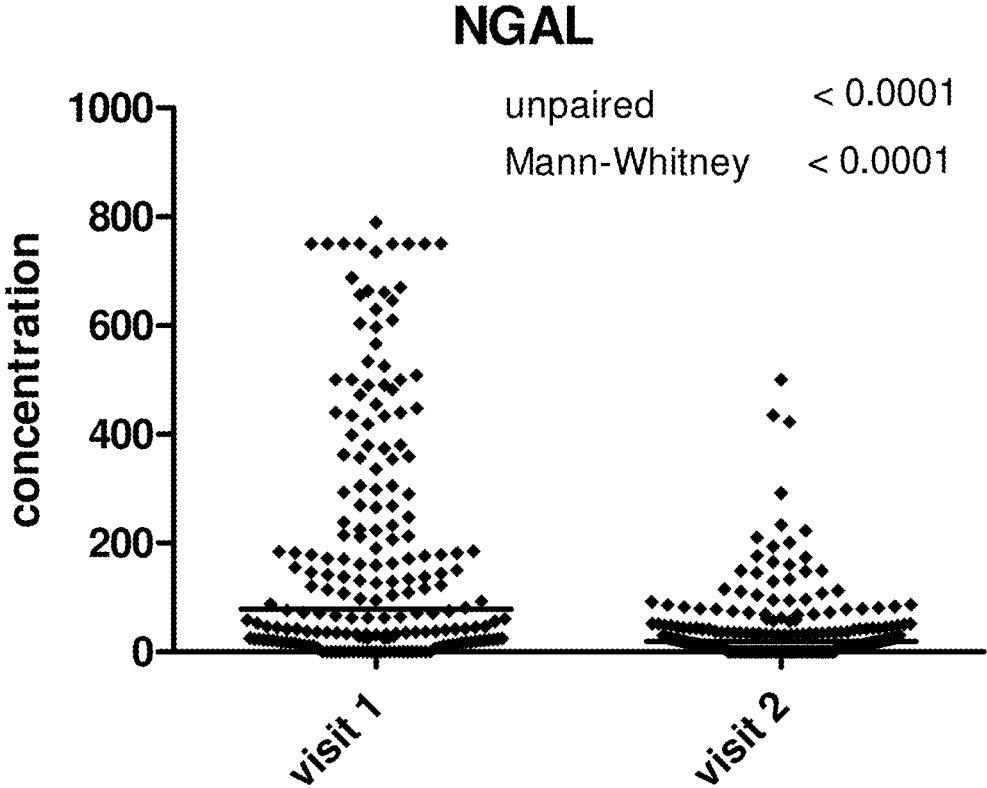 NGAL
unpaired < 0.0001
Mann-Whitney < 0.0001
concentration
1000
800
600
400
200
0
visit 1
visit 2